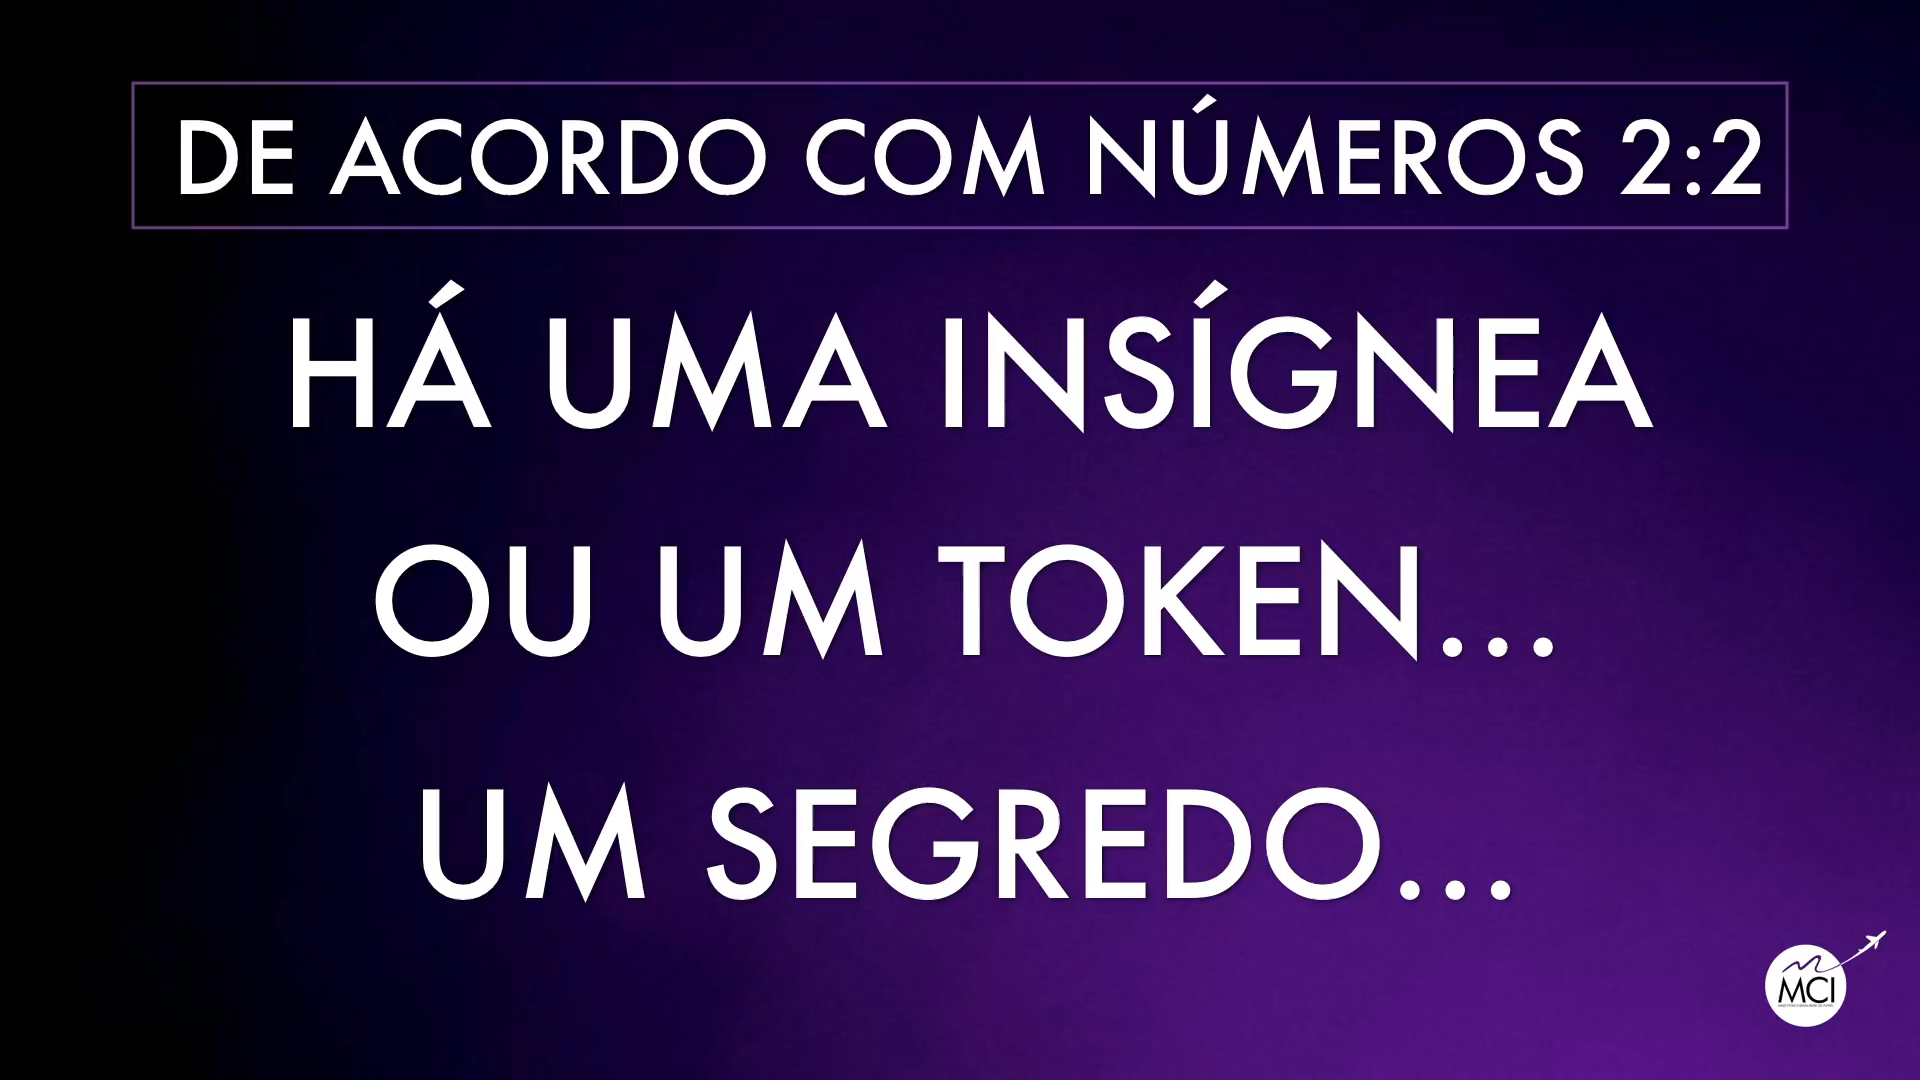 DE ACORDO COM NÚMEROS 2:2
HÁ UMA INSÍGNEA
OU UM TOKEN...
UM SEGREDO...
MCI